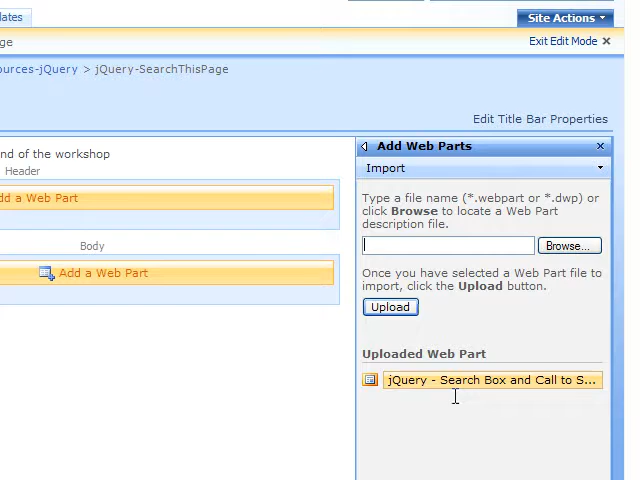 lates
Site Actions
ge
Exit Edit Mode ✕
ources-jQuery > jQuery-SearchThisPage
Edit Title Bar Properties
nd of the workshop
Header
dd a Web Part
Body
Add a Web Part
Add Web Parts
Import
Type a file name (*.webpart or *.dwp) or
click Browse to locate a Web Part
description file.
Browse...
Once you have selected a Web Part file to
import, click the Upload button.
Upload
Uploaded Web Part
jQuery - Search Box and Call to S...